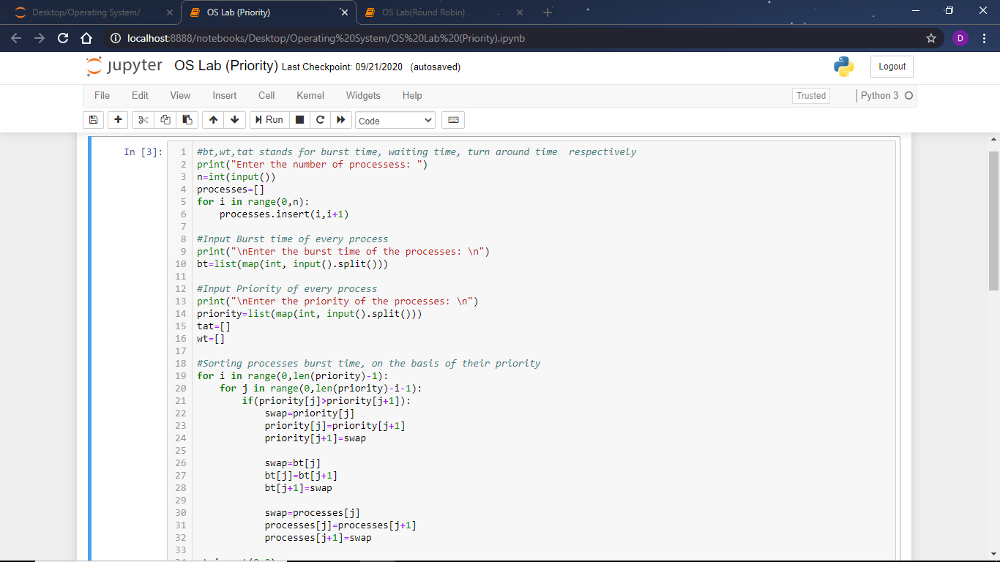 Desktop/Operating System/
OS Lab (Priority)
OS Lab(Round Robin)
localhost:8888/notebooks/Desktop/Operating%20System/OS%20Lab%20(Priority).ipynb
D
jupyter OS Lab (Priority) Last Checkpoint: 09/21/2020 (autosaved)
Logout
File Edit View Insert Cell Kernel Widgets Help
Trusted
Python 3
Run
Code
In [3]:
1 #bt,wt,tat stands for burst time, waiting time, turn around time  respectively
2 print("Enter the number of processess: ")
3 n=int(input())
4 processes=[]
5 for i in range(0,n):
6     processes.insert(i,i+1)
7
8 #Input Burst time of every process
9 print("\nEnter the burst time of the processes: \n")
10 bt=list(map(int, input().split()))
11
12 #Input Priority of every process
13 print("\nEnter the priority of the processes: \n")
14 priority=list(map(int, input().split()))
15 tat=[]
16 wt=[]
17
18 #Sorting processes burst time, on the basis of their priority
19 for i in range(0,len(priority)-1):
20     for j in range(0,len(priority)-i-1):
21         if(priority[j]>priority[j+1]):
22             swap=priority[j]
23             priority[j]=priority[j+1]
24             priority[j+1]=swap
25
26             swap=bt[j]
27             bt[j]=bt[j+1]
28             bt[j+1]=swap
29
30             swap=processes[j]
31             processes[j]=processes[j+1]
32             processes[j+1]=swap
33